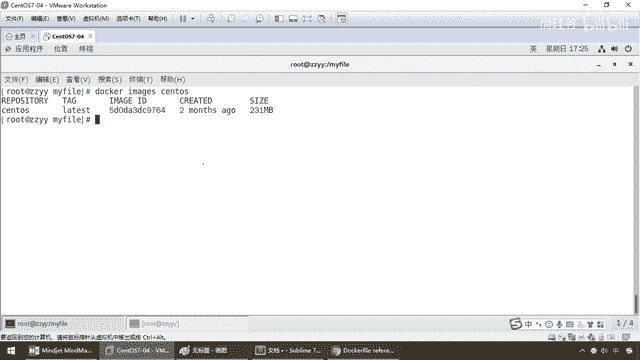 CentOS7-04 - VMware Workstation
文件(F) 编辑(E) 查看(V) 虚拟机(M) 选项卡(T) 帮助(H)
尚硅谷 bilibili
主页 CentOS7-04
应用程序 位置 终端 英 星期日 17:25
root@zzyy:/myfile
文件(F) 编辑(E) 查看(V) 搜索(S) 终端(T) 帮助(H)
[root@zzyy myfile]# docker images centos
REPOSITORY TAG IMAGE ID CREATED SIZE
centos latest 5d0da3dc9764 2 months ago 231MB
[root@zzyy myfile]#
root@zzyy:/myfile [root@zzyy:/] 1 / 4
中
要返回到您的计算机，请将鼠标指针从虚拟机中移出或按 Ctrl+Alt。
Mindjet MindMa... CentOS7-04 - VM... 无标题 - 画图 文档 - Sublime T... Dockerfile refere... 中